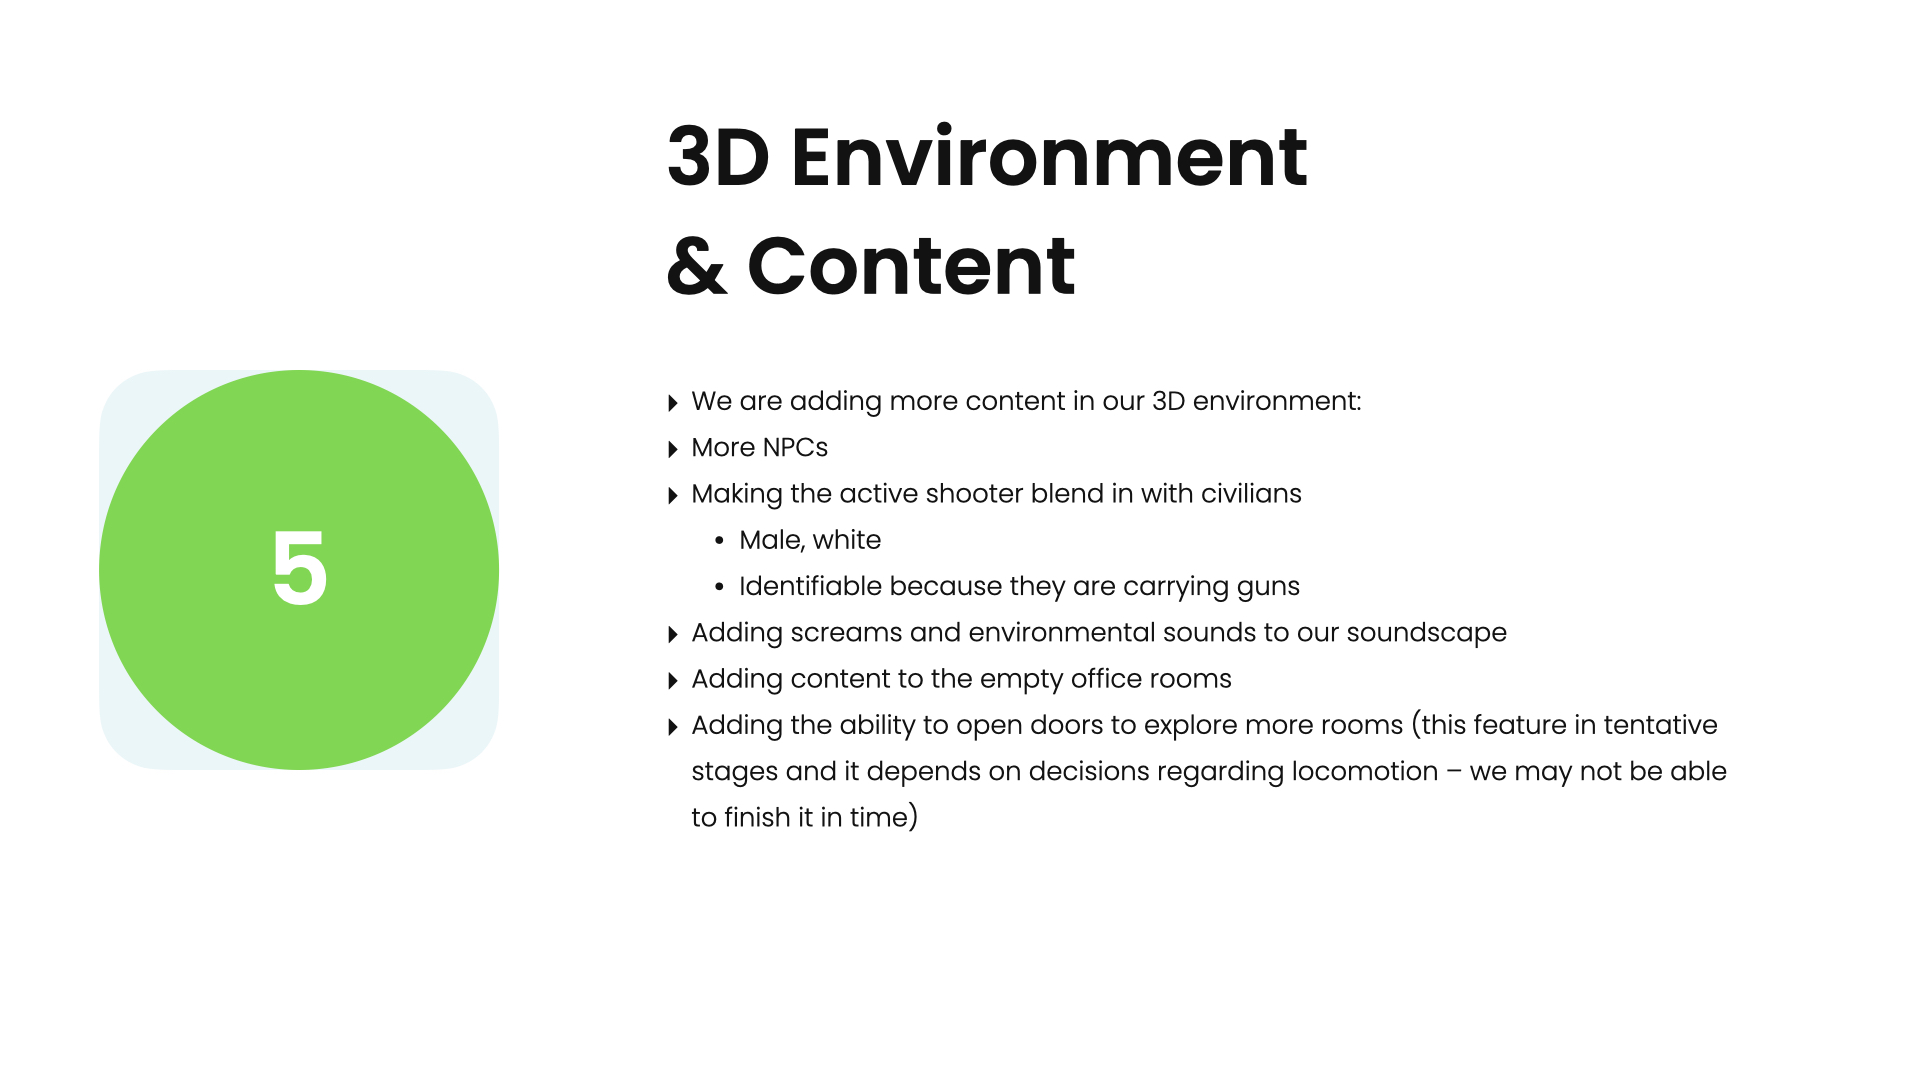 3D Environment
& Content
5
We are adding more content in our 3D environment:
More NPCs
Making the active shooter blend in with civilians
• Male, white
• Identifiable because they are carrying guns
Adding screams and environmental sounds to our soundscape
Adding content to the empty office rooms
Adding the ability to open doors to explore more rooms (this feature in tentative
stages and it depends on decisions regarding locomotion – we may not be able
to finish it in time)